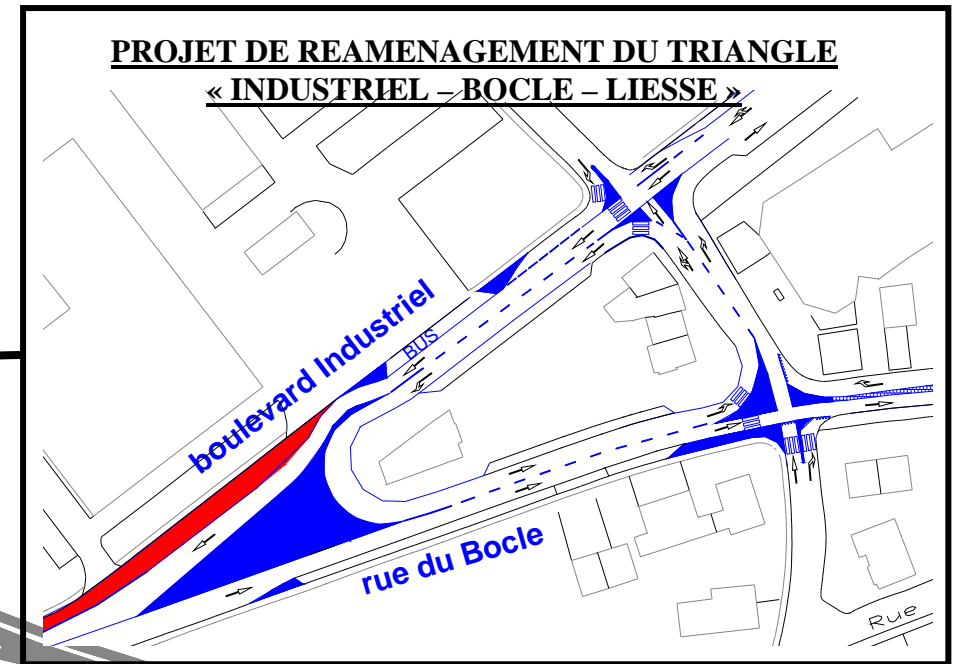 PROJET DE REAMENAGEMENT DU TRIANGLE
« INDUSTRIEL – BOCLE – LIESSE »
boulevard Industriel
BUS
rue du Bocle
Rue